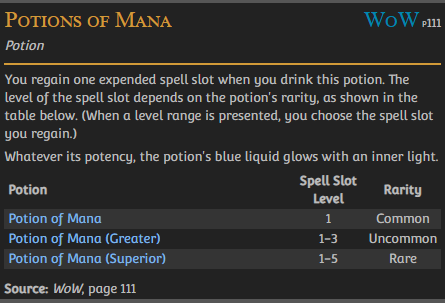 POTIONS OF MANA WOW p111
Potion
You regain one expended spell slot when you drink this potion. The
level of the spell slot depends on the potion's rarity, as shown in the
table below. (When a level range is presented, you choose the spell slot
you regain.)
Whatever its potency, the potion's blue liquid glows with an inner light.
Potion Spell Slot Level Rarity
Potion of Mana 1 Common
Potion of Mana (Greater) 1–3 Uncommon
Potion of Mana (Superior) 1–5 Rare
Source: WoW, page 111